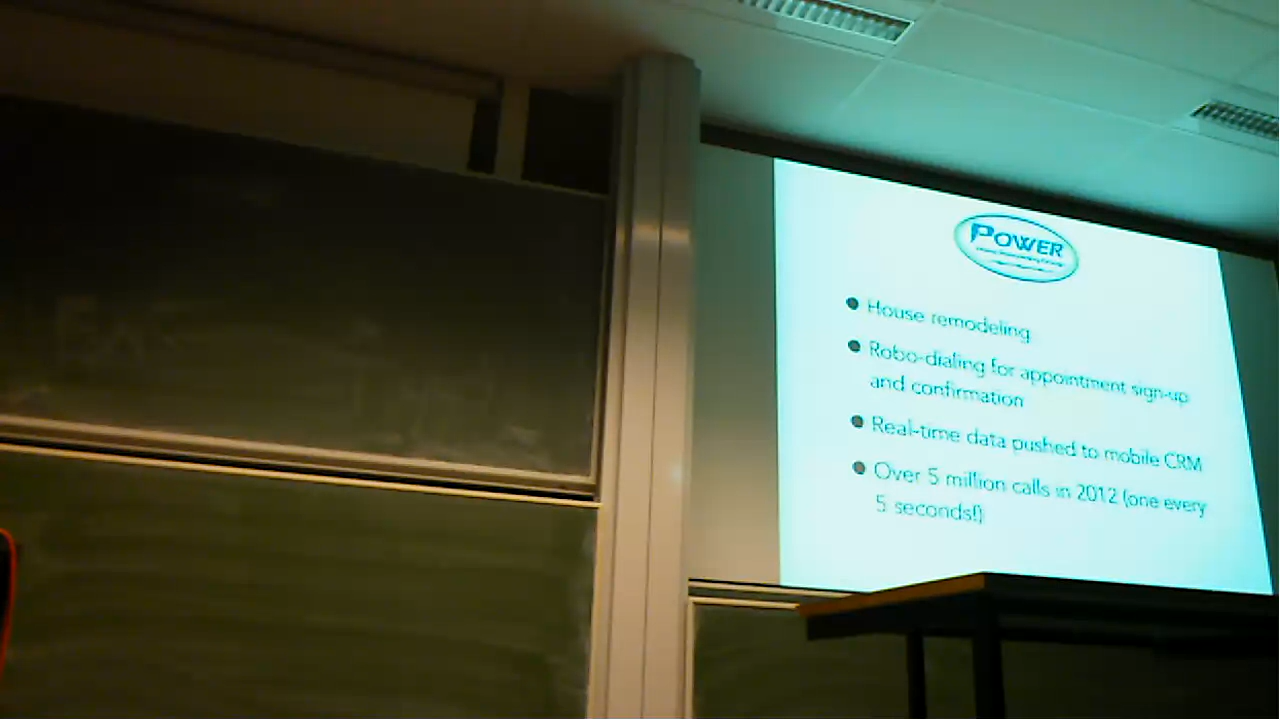 POWER
House remodeling
Robo-dialing for appointment sign-up
and confirmation
Real-time data pushed to mobile CRM
Over 5 million calls in 2012 (one every
5 seconds!)